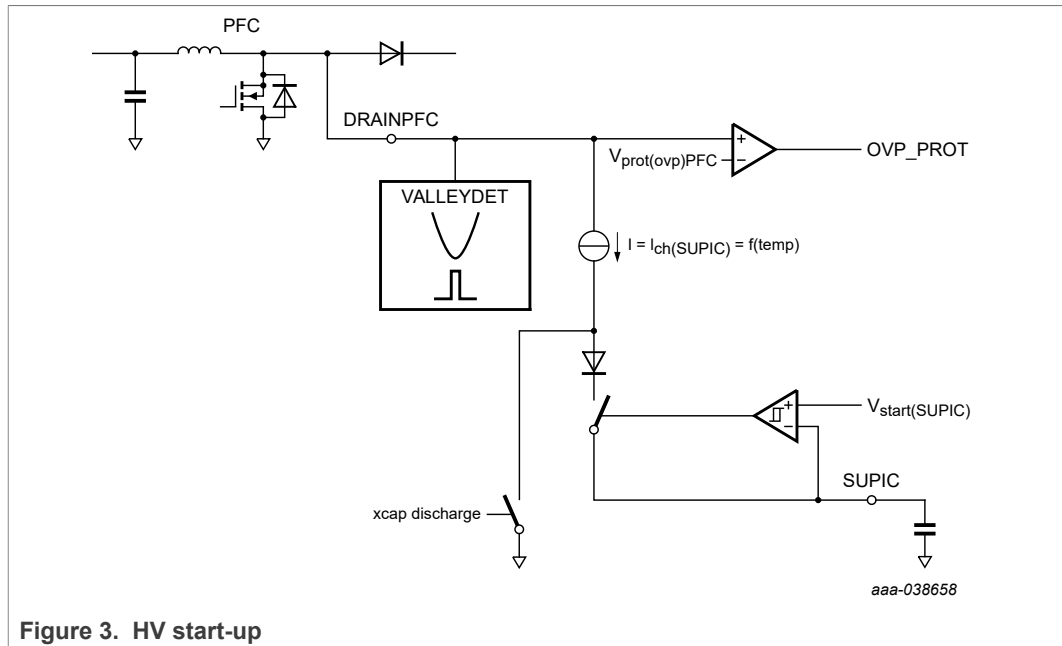 PFC
DRAINPFC
Vprot(ovp)PFC
+
−
OVP_PROT
VALLEYDET
I = Ich(SUPIC) = f(temp)
+
−
Vstart(SUPIC)
SUPIC
xcap discharge
aaa-038658
Figure 3. HV start-up